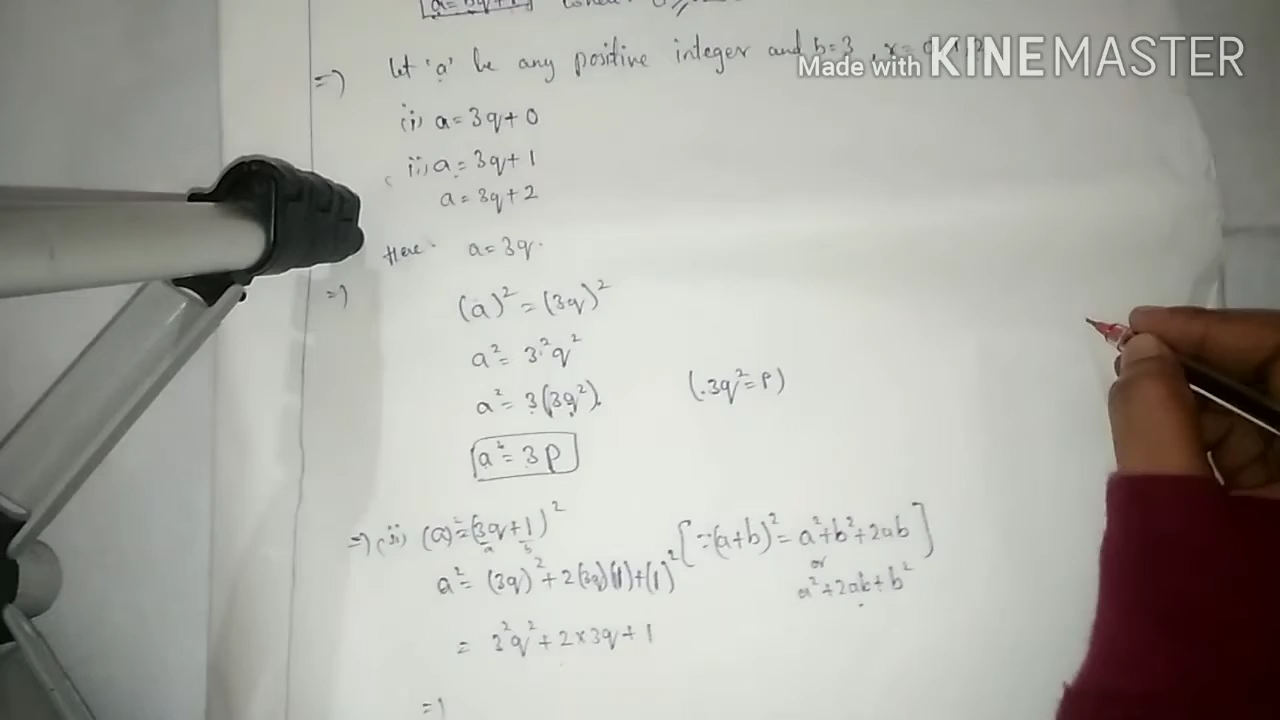 Let 'a' be any positive integer and b=3
Made with KINEMASTER
=) (i) a = 3q + 0
(ii) a = 3q + 1
a = 3q + 2
Here a = 3q.
=) (a)² = (3q)²
a² = 3²q²
a² = 3(3q²). (3q² = P)
a² = 3P
=) (ii) (a)² = (3q + 1)² [∵ (a+b)² = a² + b² + 2ab]
a b
or
a² = (3q)² + 2(3q)(1) + (1)² a² + 2ab + b²
= 3²q² + 2×3q + 1
=)